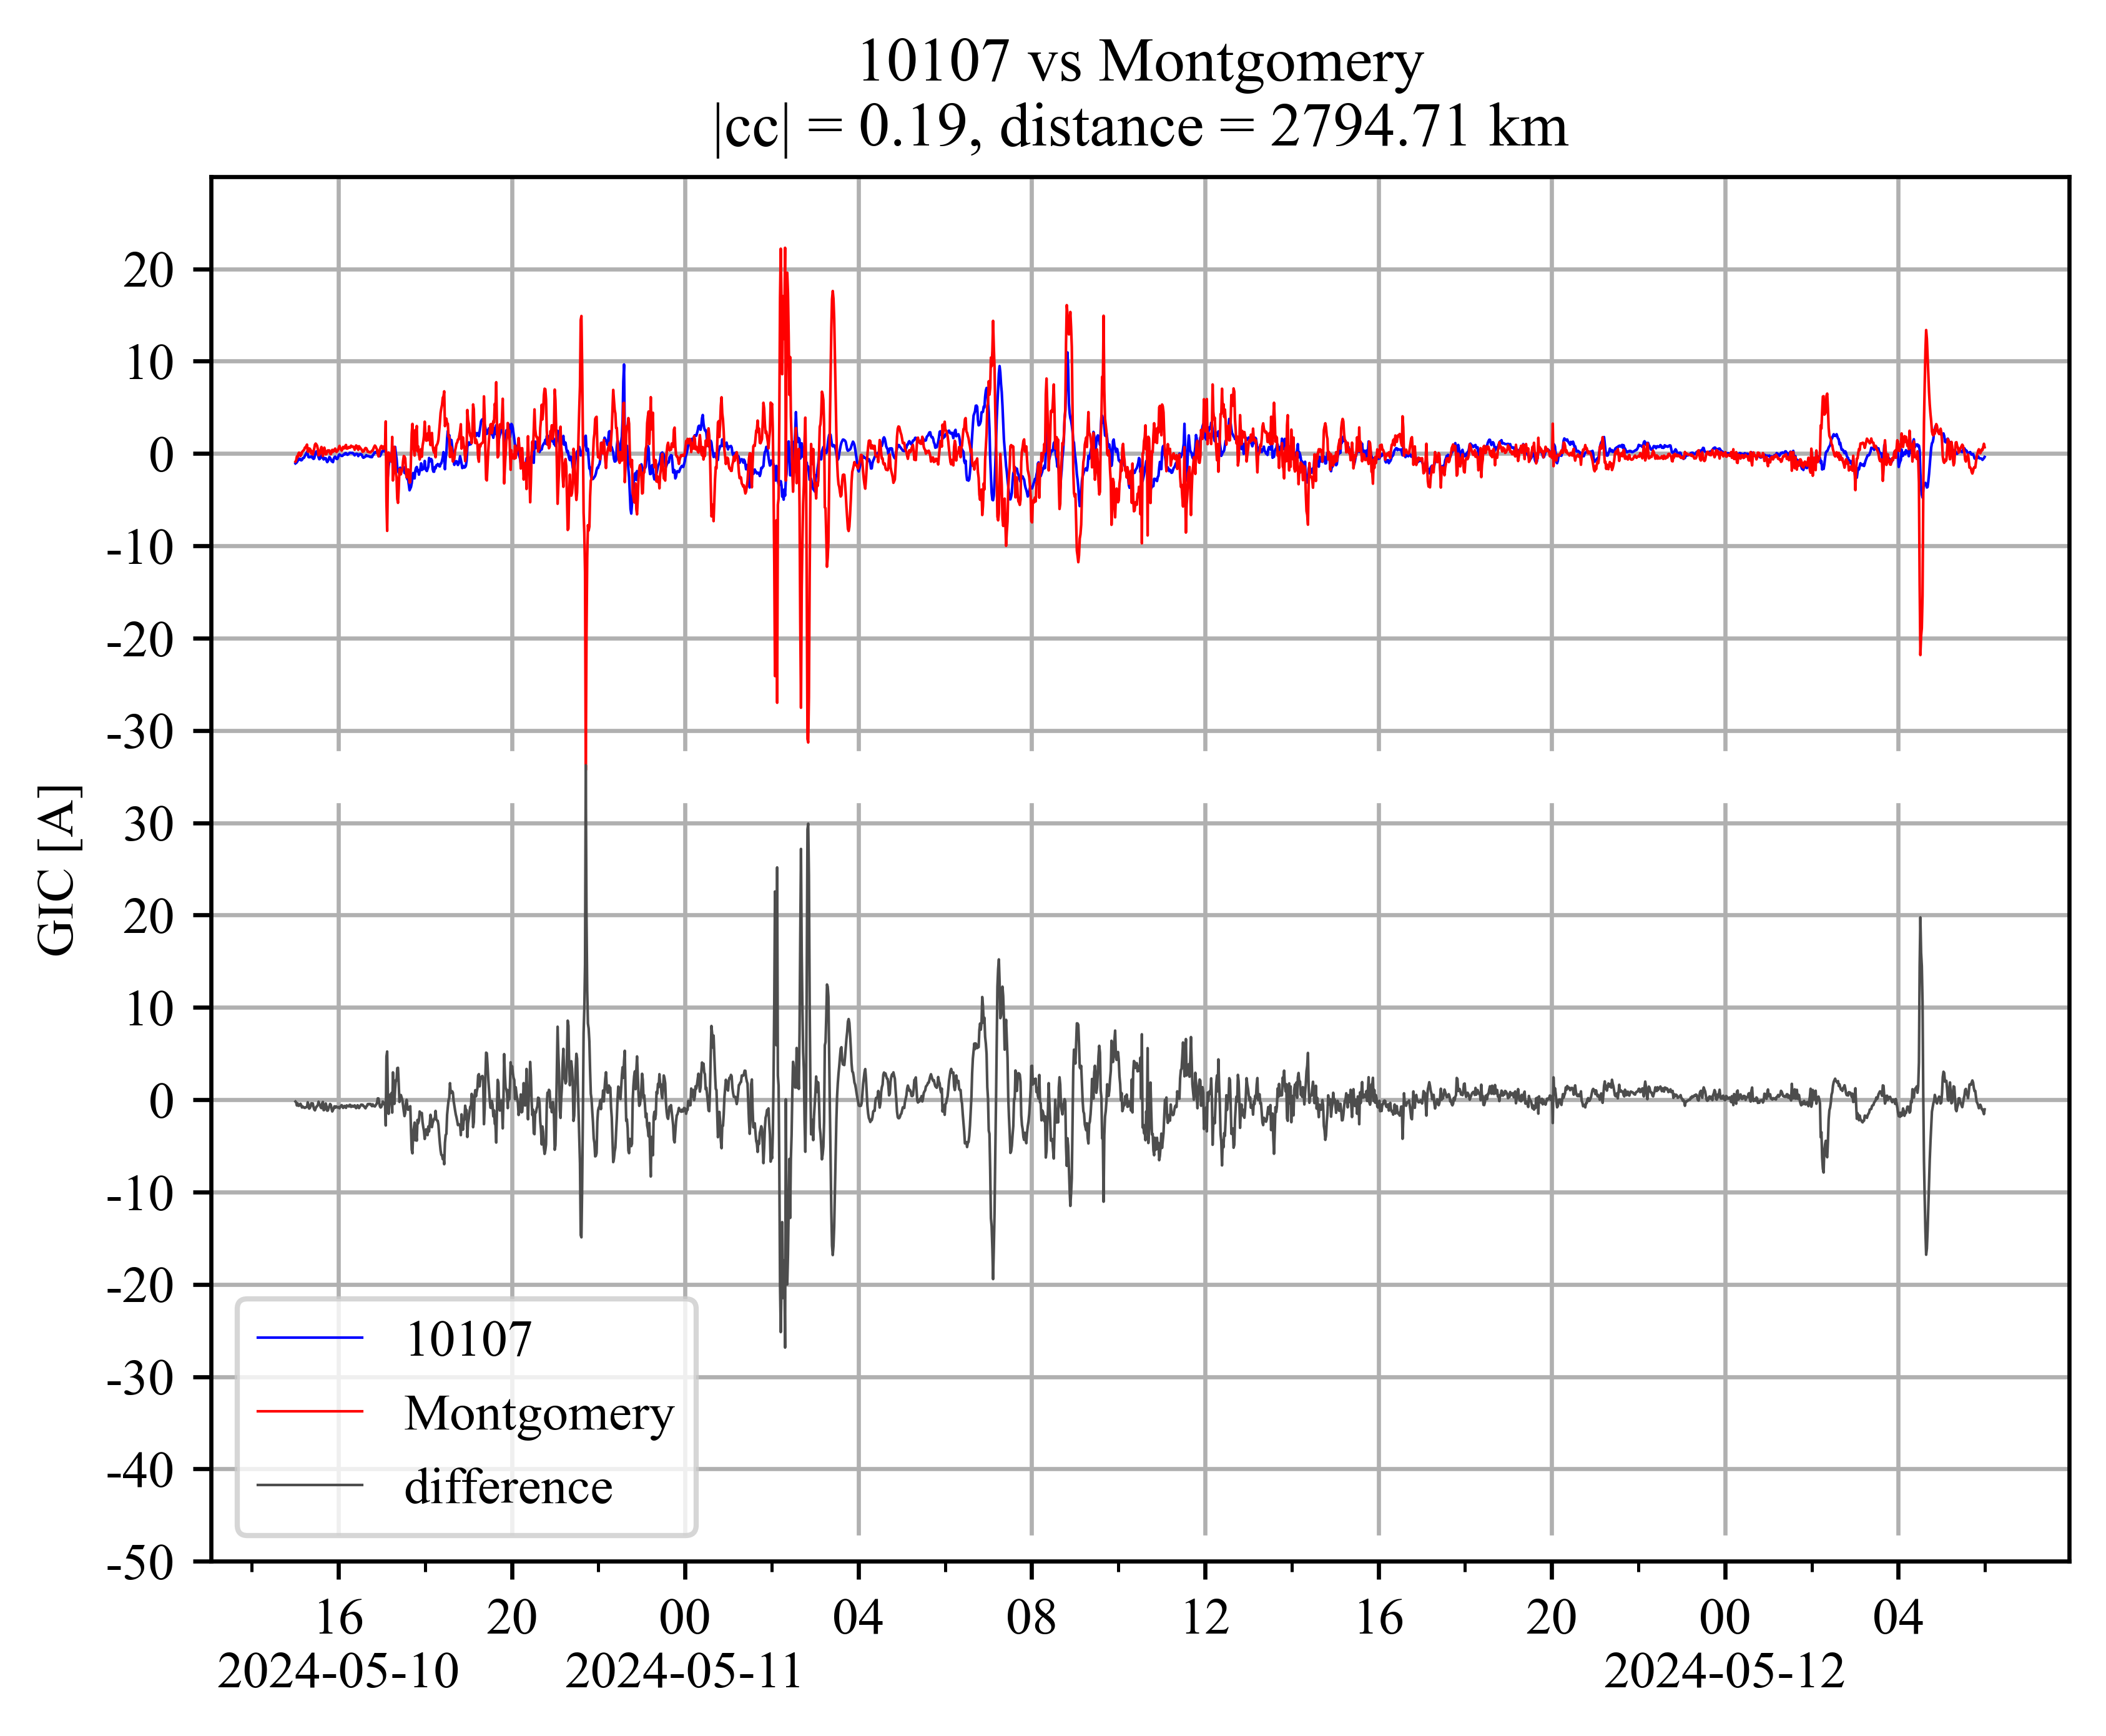 10107 vs Montgomery
|cc| = 0.19, distance = 2794.71 km
GIC [A]
20
10
0
-10
-20
-30
30
20
10
0
-10
-20
-30
-40
-50
10107
Montgomery
difference
16 20 00 04 08 12 16 20 00 04
2024-05-10 2024-05-11 2024-05-12